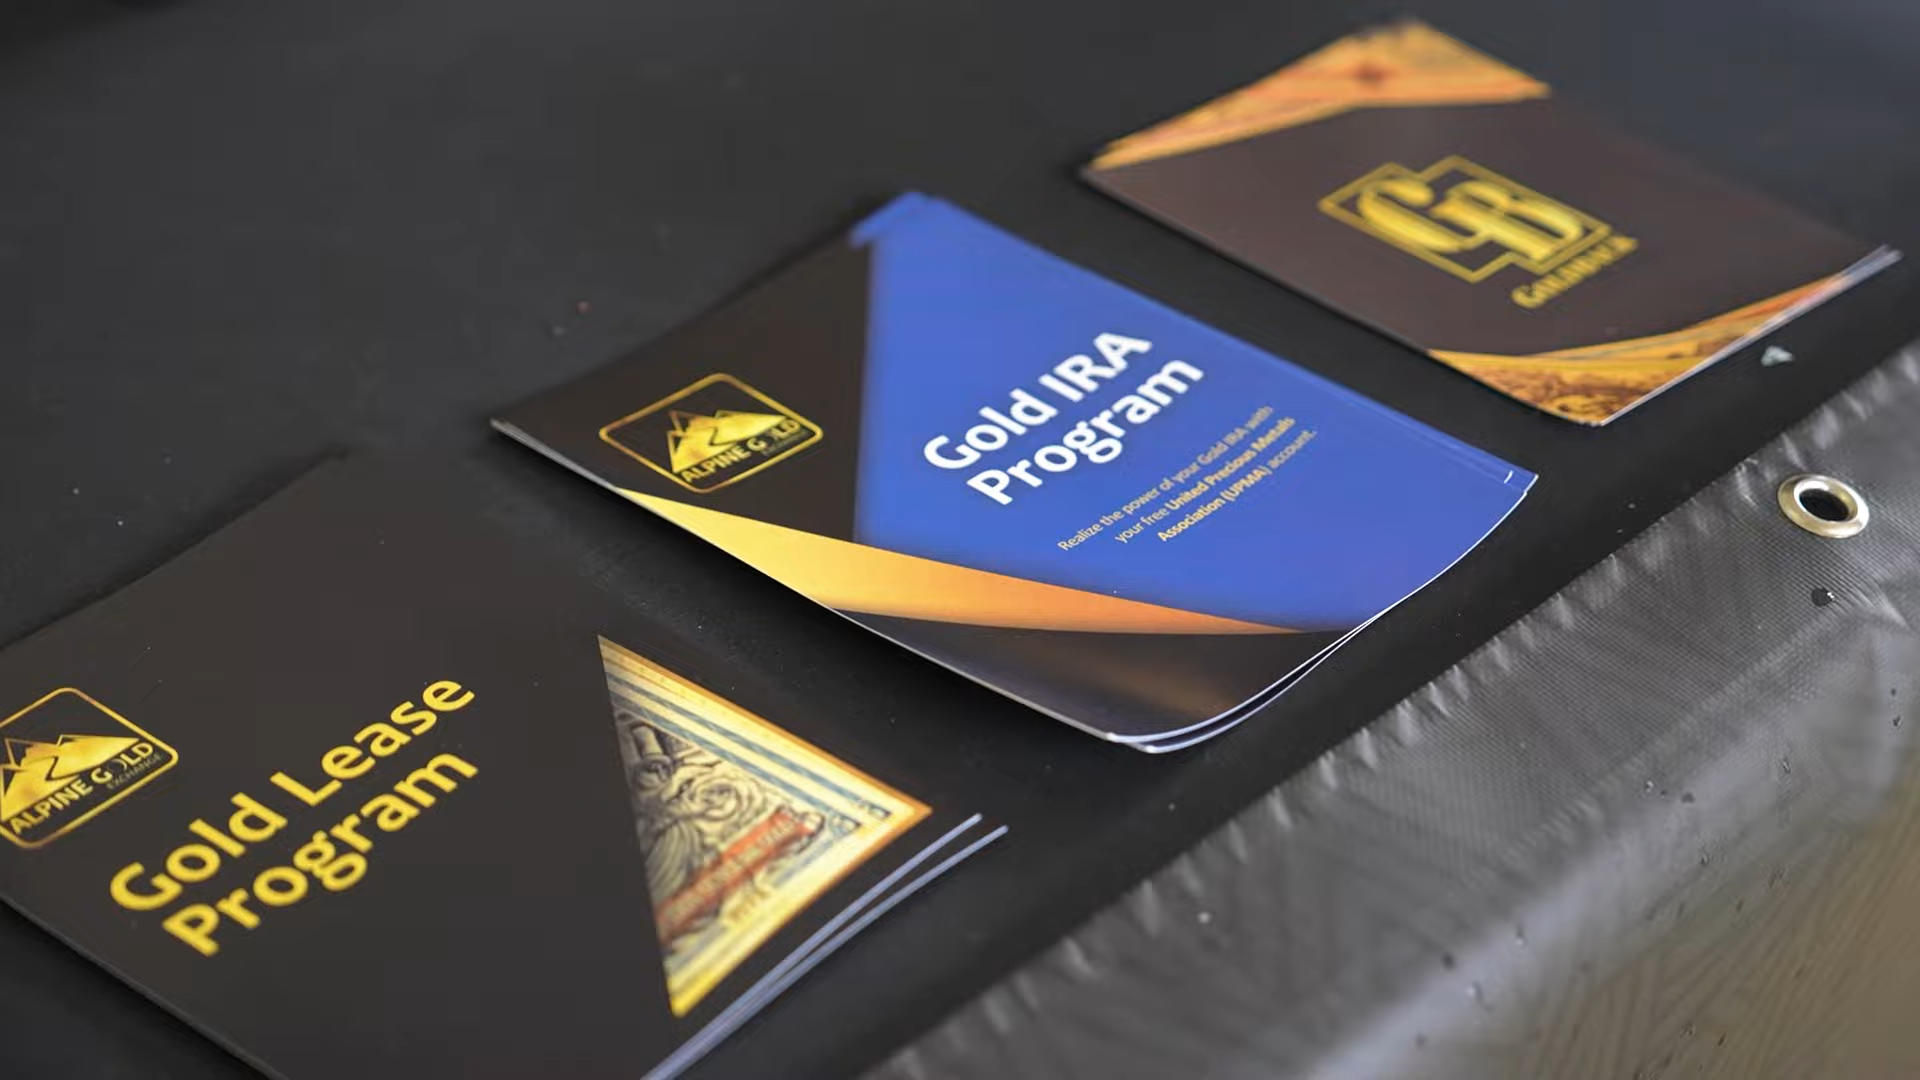 ALPINE GOLD
EXCHANGE
Gold Lease
Program
ALPINE GOLD
Gold IRA
Program
Realize the power of your Gold IRA with
your free United Precious Metals
Association (UPMA) account.
GB